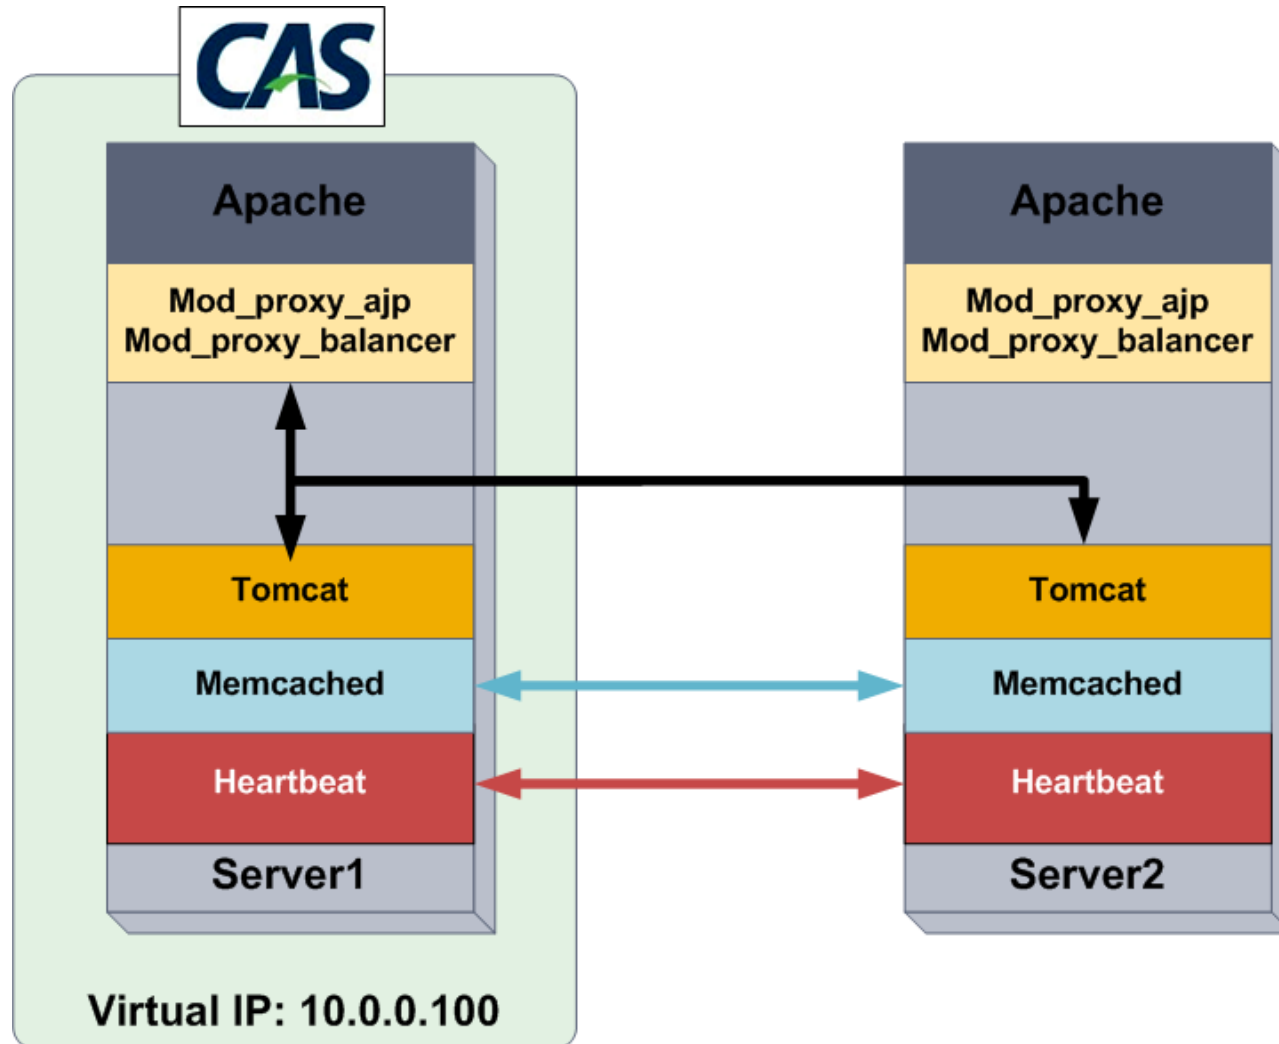 CAS
Apache
Mod_proxy_ajp
Mod_proxy_balancer
Tomcat
Memcached
Heartbeat
Server1
Virtual IP: 10.0.0.100
Apache
Mod_proxy_ajp
Mod_proxy_balancer
Tomcat
Memcached
Heartbeat
Server2